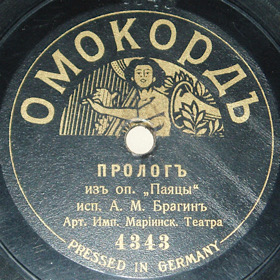 ОМОКОРДЪ
ПРОЛОГЪ
изъ оп. „Паяцы“
исп. А. М. Брагинъ
Арт. Имп. Маріинск. Театра
4343
PRESSED IN GERMANY